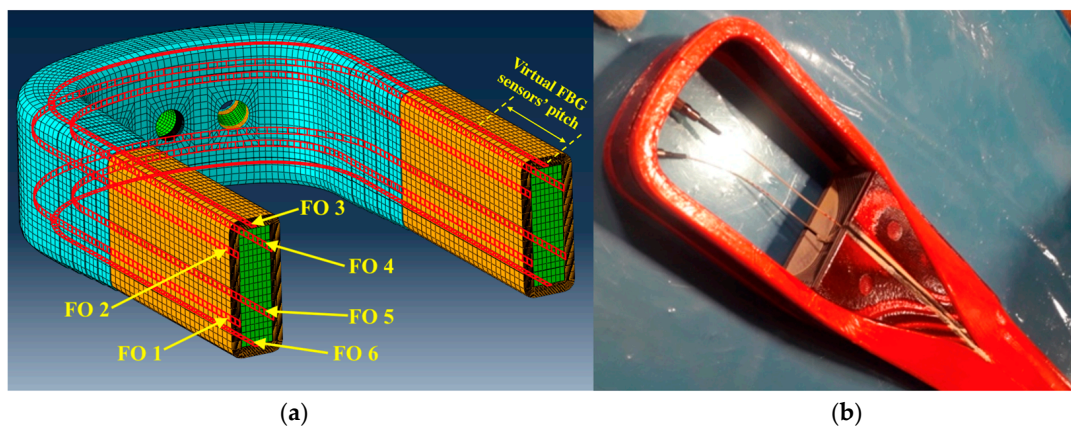 Virtual FBG
sensors' pitch
FO 3
FO 4
FO 2
FO 5
FO 1
FO 6
(a)
(b)